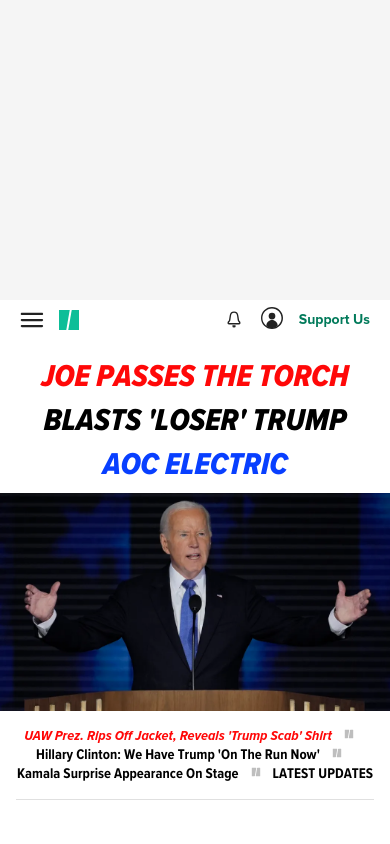 Support Us
JOE PASSES THE TORCH
BLASTS 'LOSER' TRUMP
AOC ELECTRIC
UAW Prez. Rips Off Jacket, Reveals 'Trump Scab' Shirt
Hillary Clinton: We Have Trump 'On The Run Now'
Kamala Surprise Appearance On Stage LATEST UPDATES